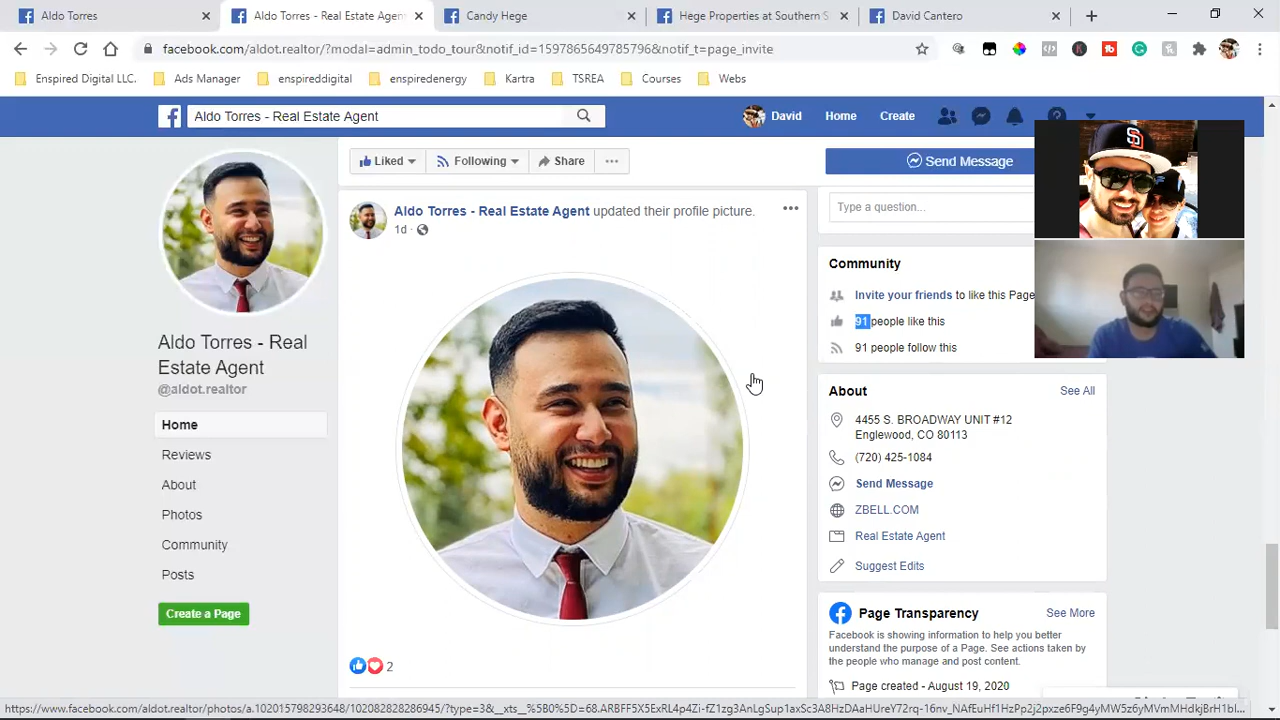 Aldo Torres
Aldo Torres - Real Estate Agen
Candy Hege
Hege Properties at Southern S
David Cantero
facebook.com/aldot.realtor/?modal=admin_todo_tour&notif_id=1597865649785796&notif_t=page_invite
Enspired Digital LLC.
Ads Manager
enspireddigital
enspiredenergy
Kartra
TSREA
Courses
Webs
Aldo Torres - Real Estate Agent
David
Home
Create
Liked
Following
Share
Send Message
Aldo Torres - Real Estate Agent updated their profile picture.
1d
Aldo Torres - Real
Estate Agent
@aldot.realtor
Home
Reviews
About
Photos
Community
Posts
Create a Page
2
Type a question...
Community
Invite your friends to like this Page
91 people like this
91 people follow this
About
See All
4455 S. BROADWAY UNIT #12
Englewood, CO 80113
(720) 425-1084
Send Message
ZBELL.COM
Real Estate Agent
Suggest Edits
Page Transparency
See More
Facebook is showing information to help you better
understand the purpose of a Page. See actions taken by
the people who manage and post content.
Page created - August 19, 2020